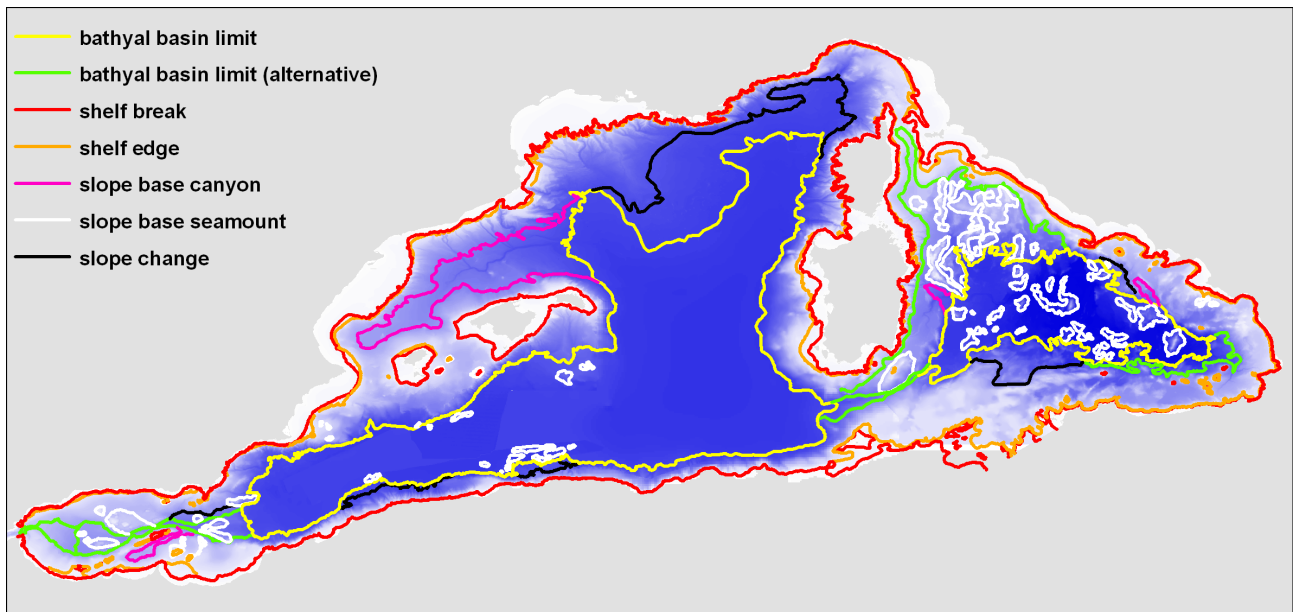 bathyal basin limit
bathyal basin limit (alternative)
shelf break
shelf edge
slope base canyon
slope base seamount
slope change